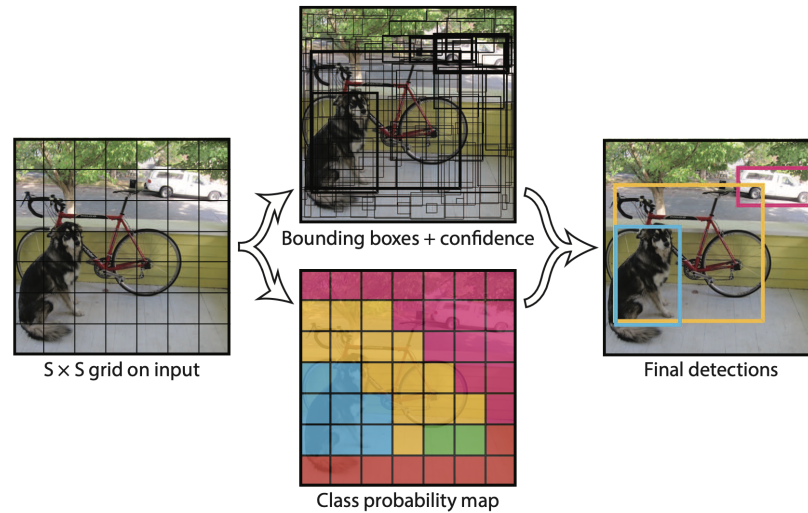 Bounding boxes + confidence
S × S grid on input
Final detections
Class probability map